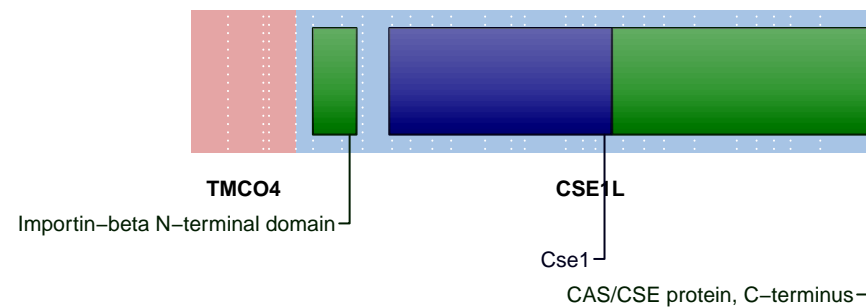 TMCO4
CSE1L
Importin−beta N−terminal domain
Cse1
CAS/CSE protein, C−terminus